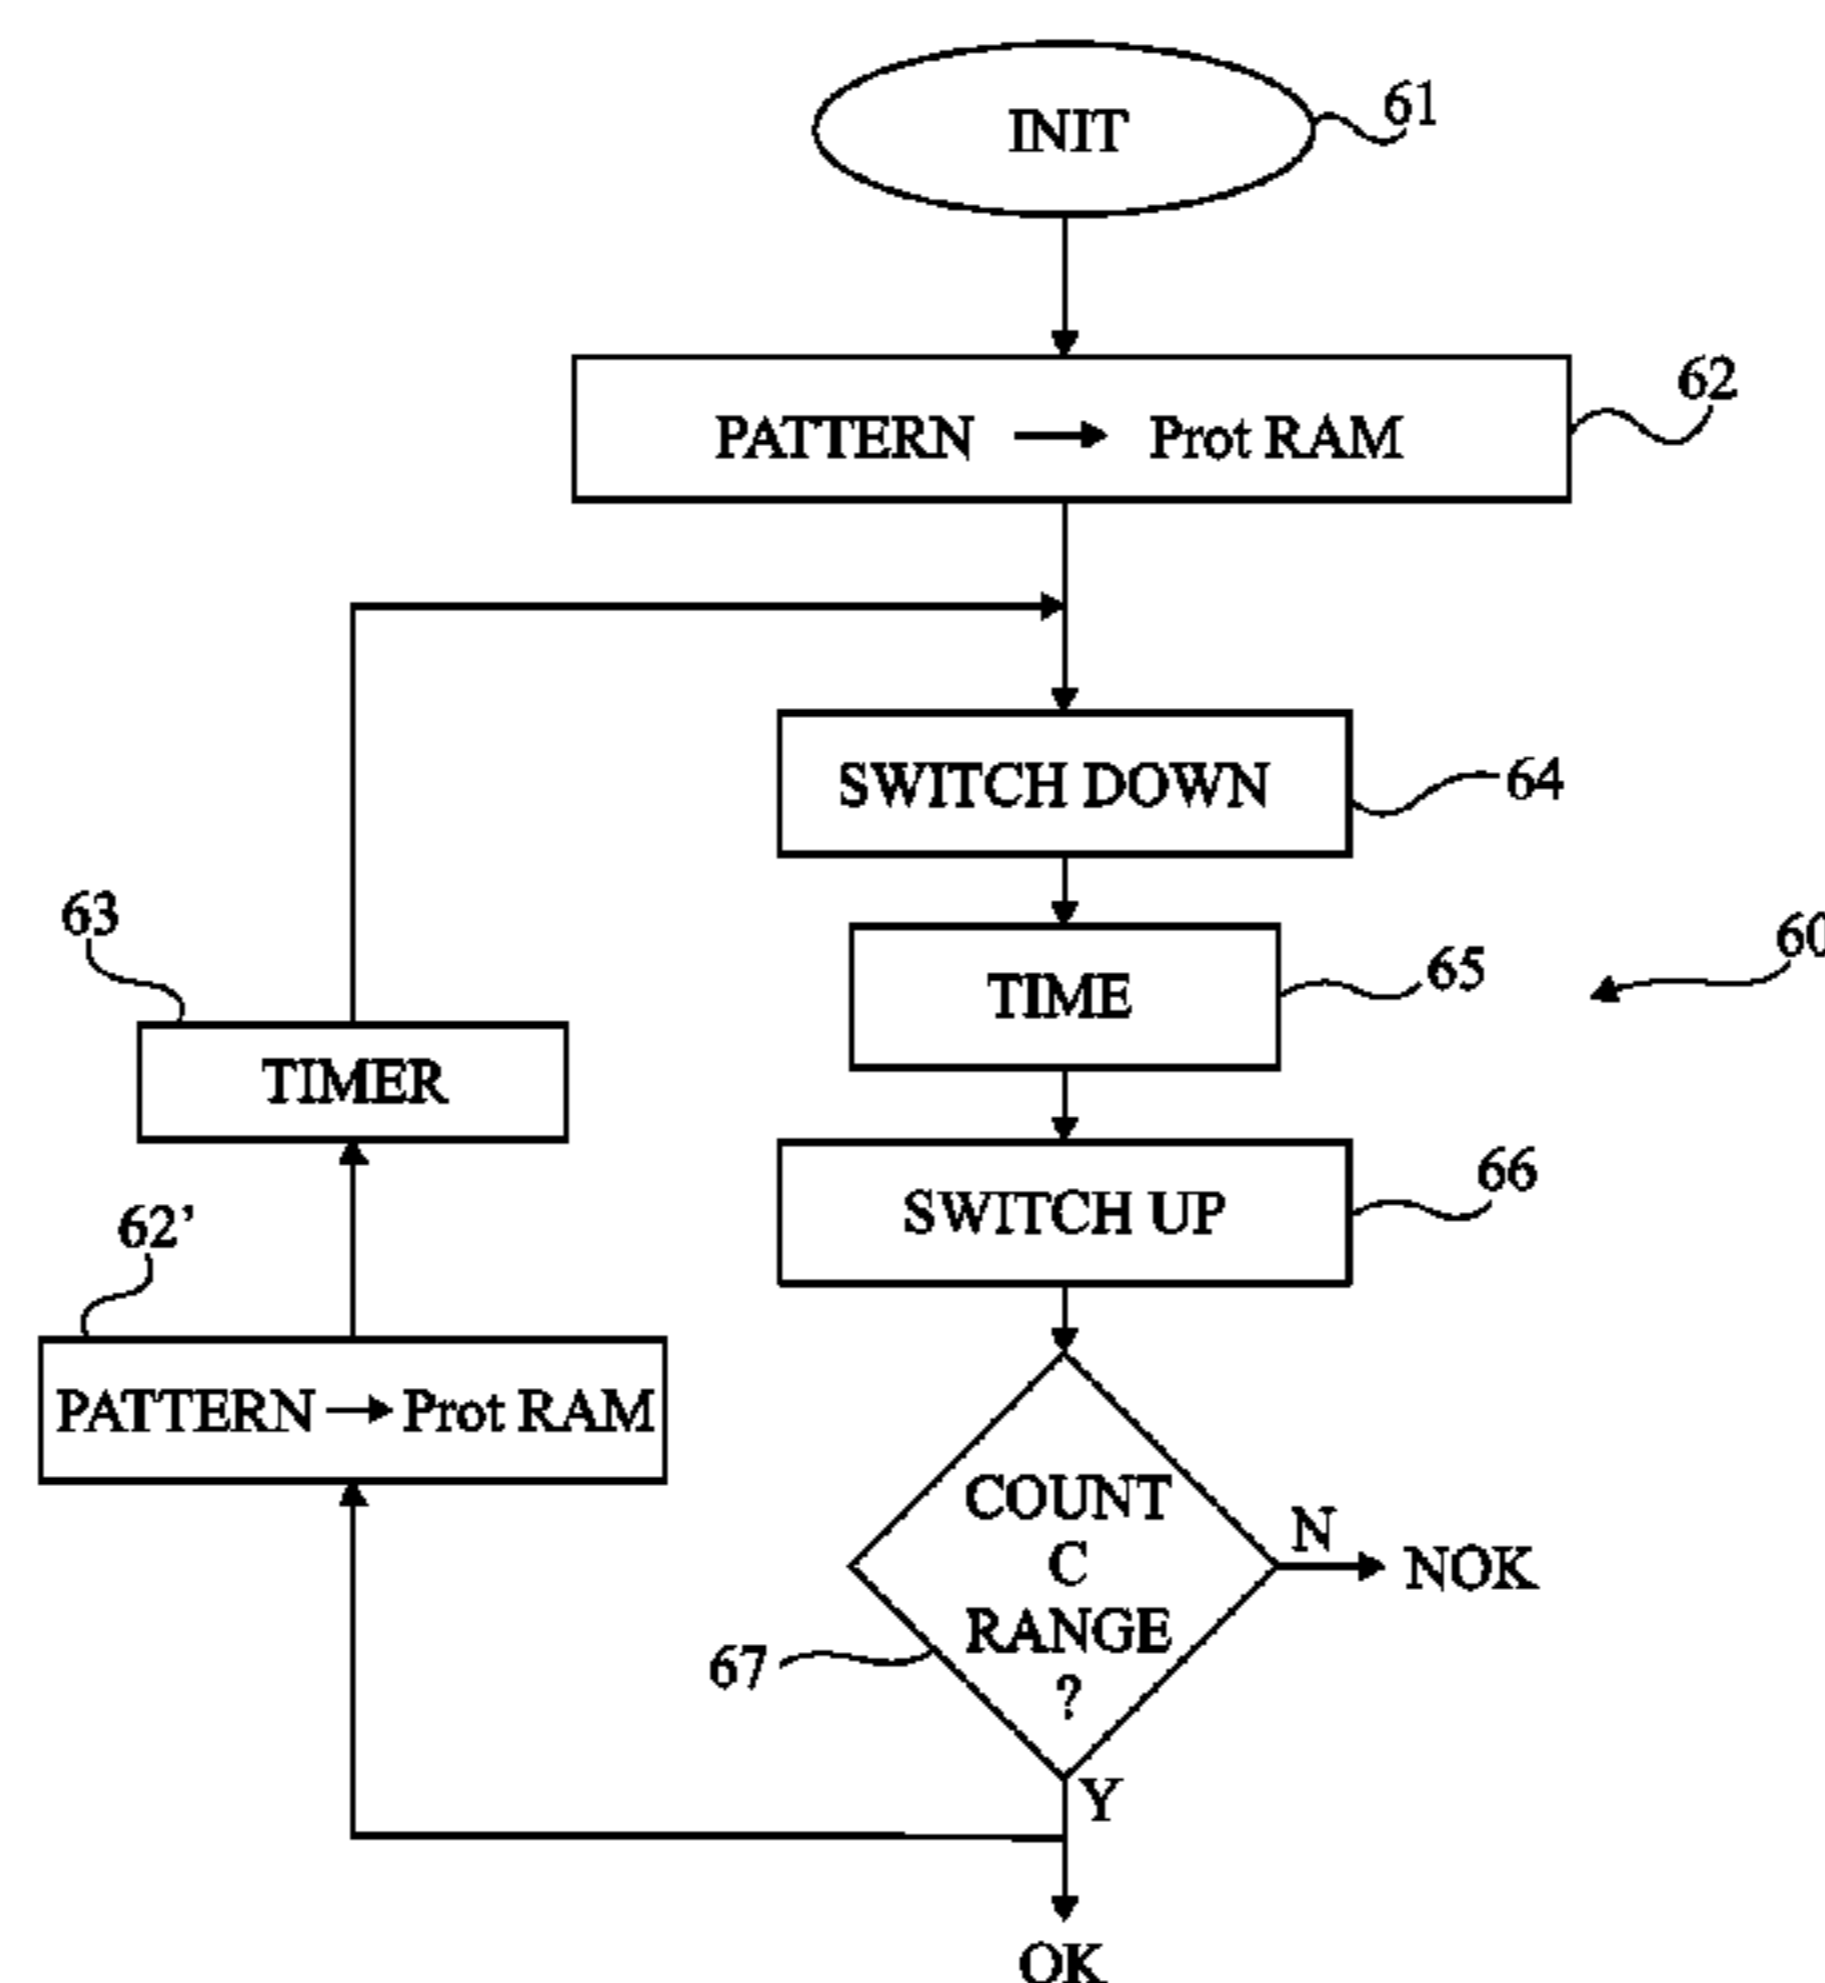 INIT
61
PATTERN → Prot RAM
62
SWITCH DOWN
64
63
TIME
65
60
TIMER
SWITCH UP
66
62’
PATTERN → Prot RAM
COUNT
C
RANGE
?
N
NOK
67
Y
OK